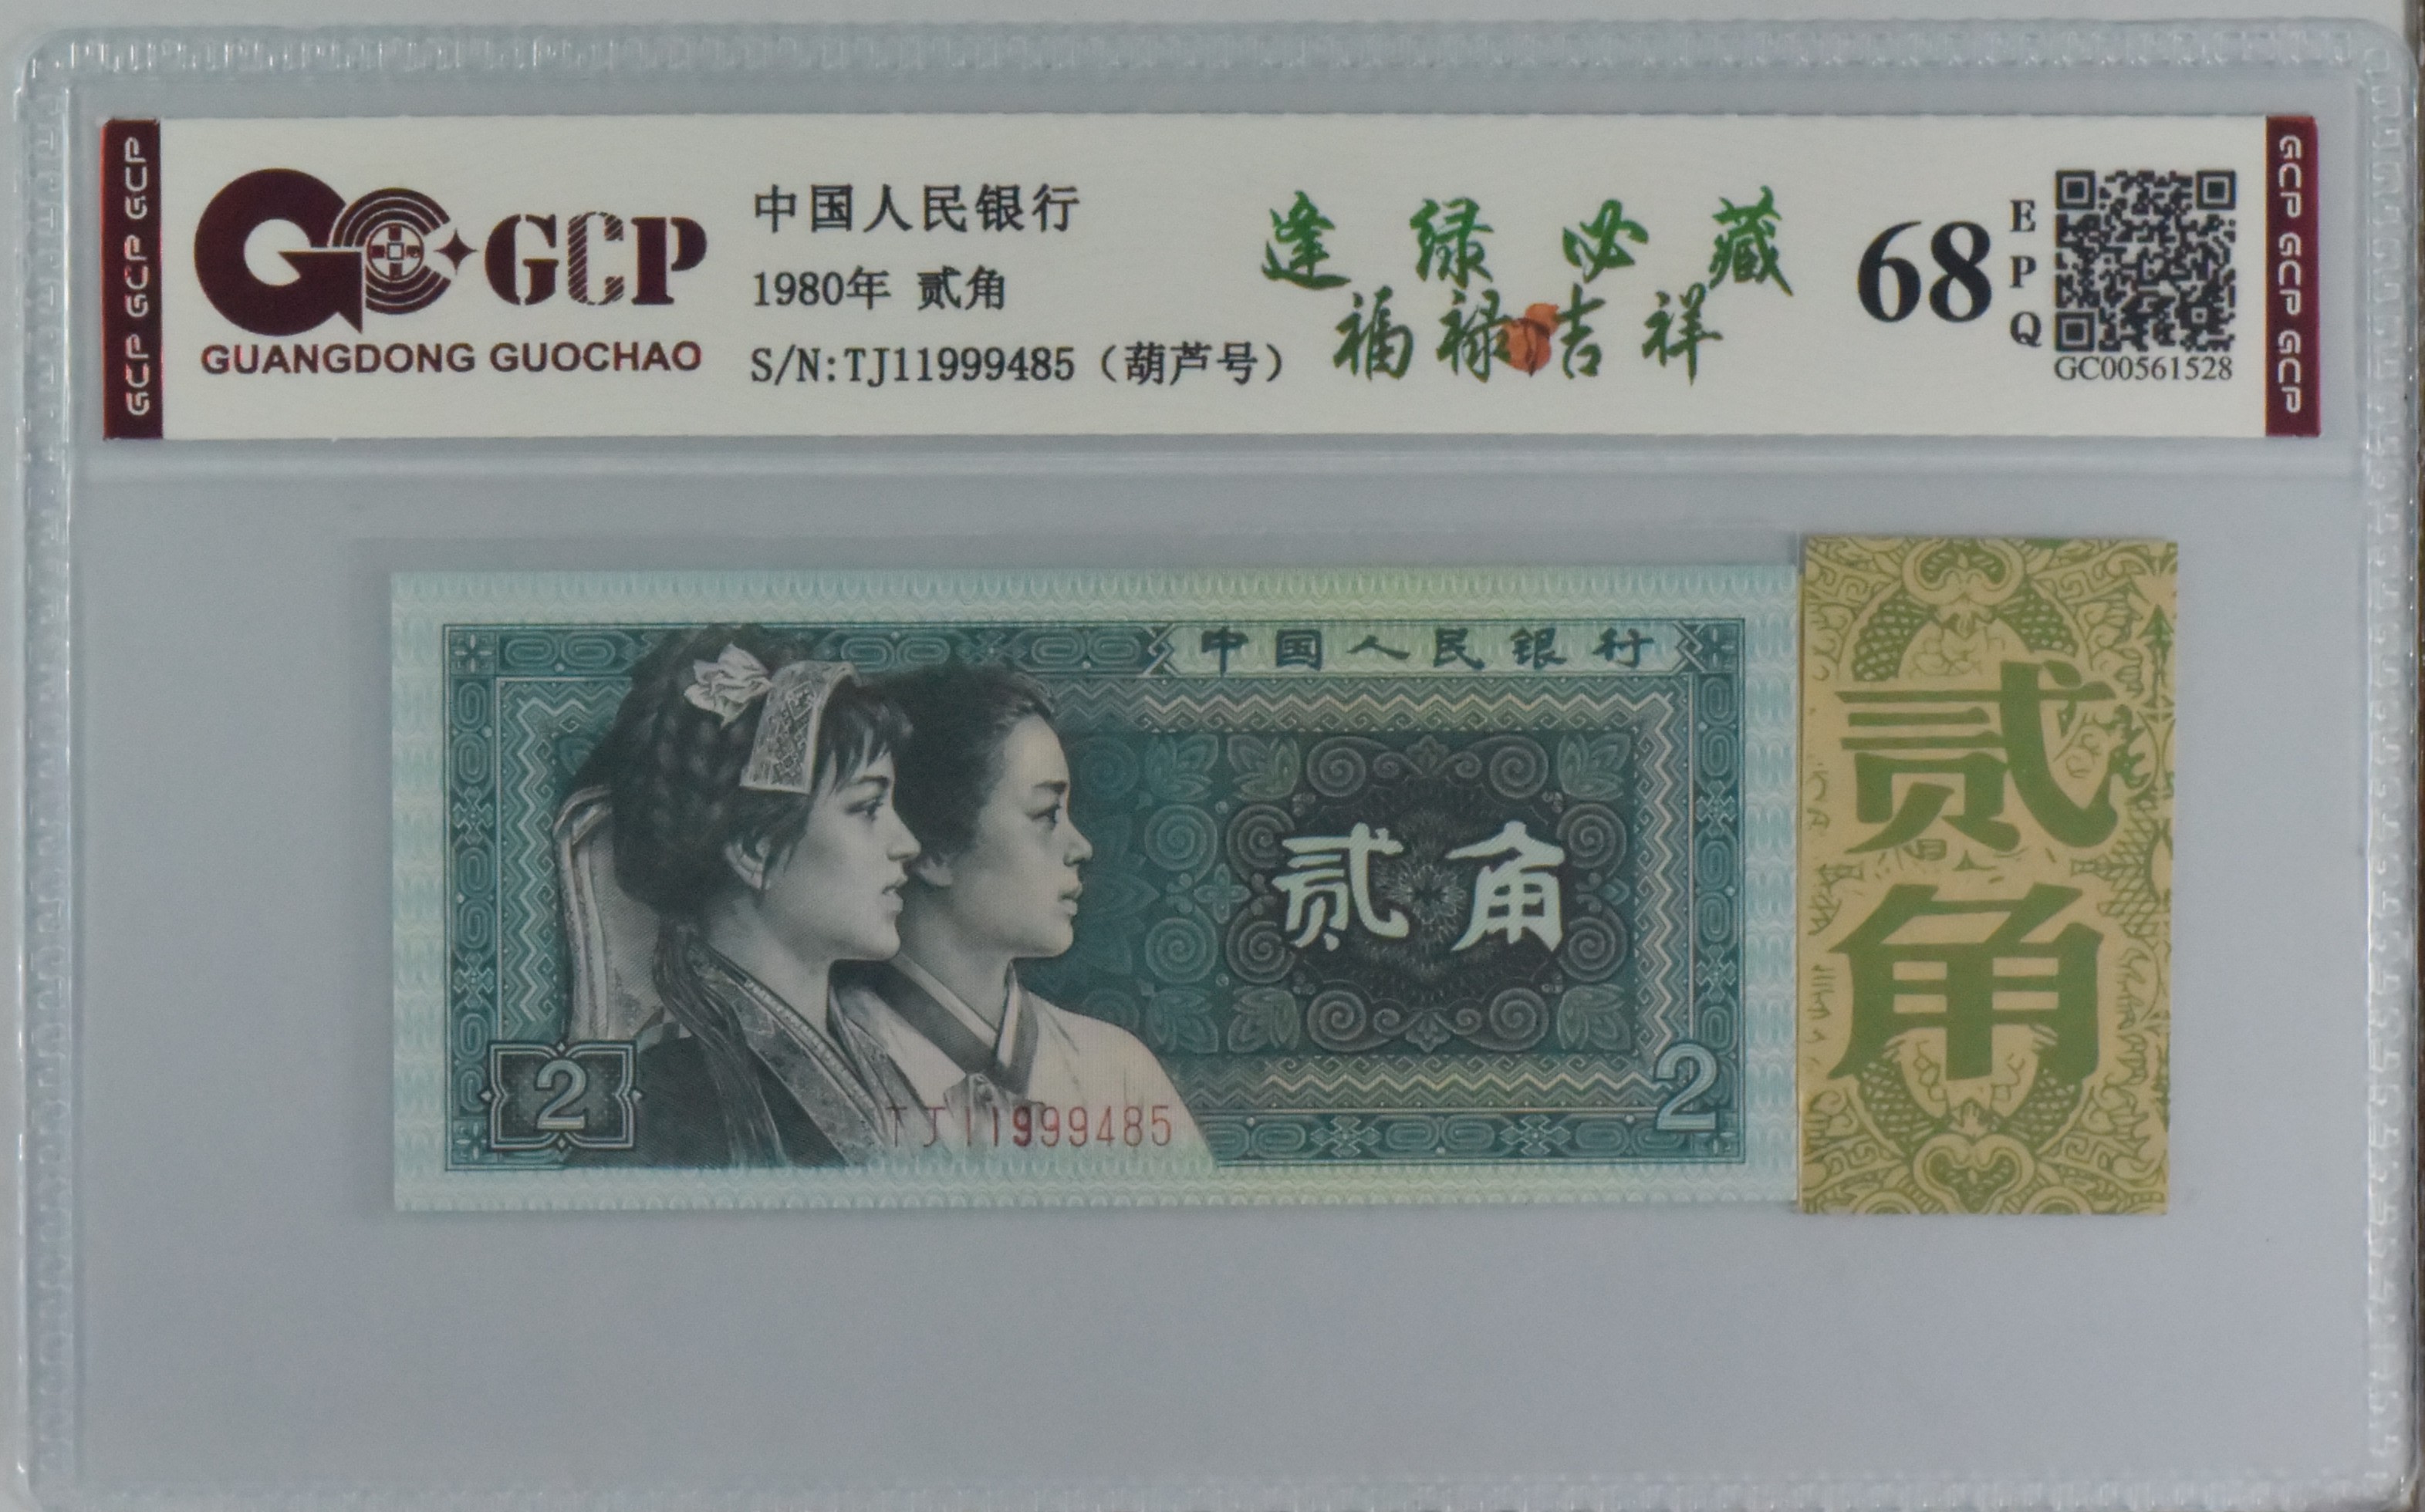 GCP GCP GCP
GCP
GUANGDONG GUOCHAO
中国人民银行
1980年 贰角
S/N:TJ11999485（葫芦号）
逢绿必藏
福禄吉祥
68
EPQ
GC00561528
GCP GCP GCP
中国人民银行
贰角
2
2
TJ11999485
贰角